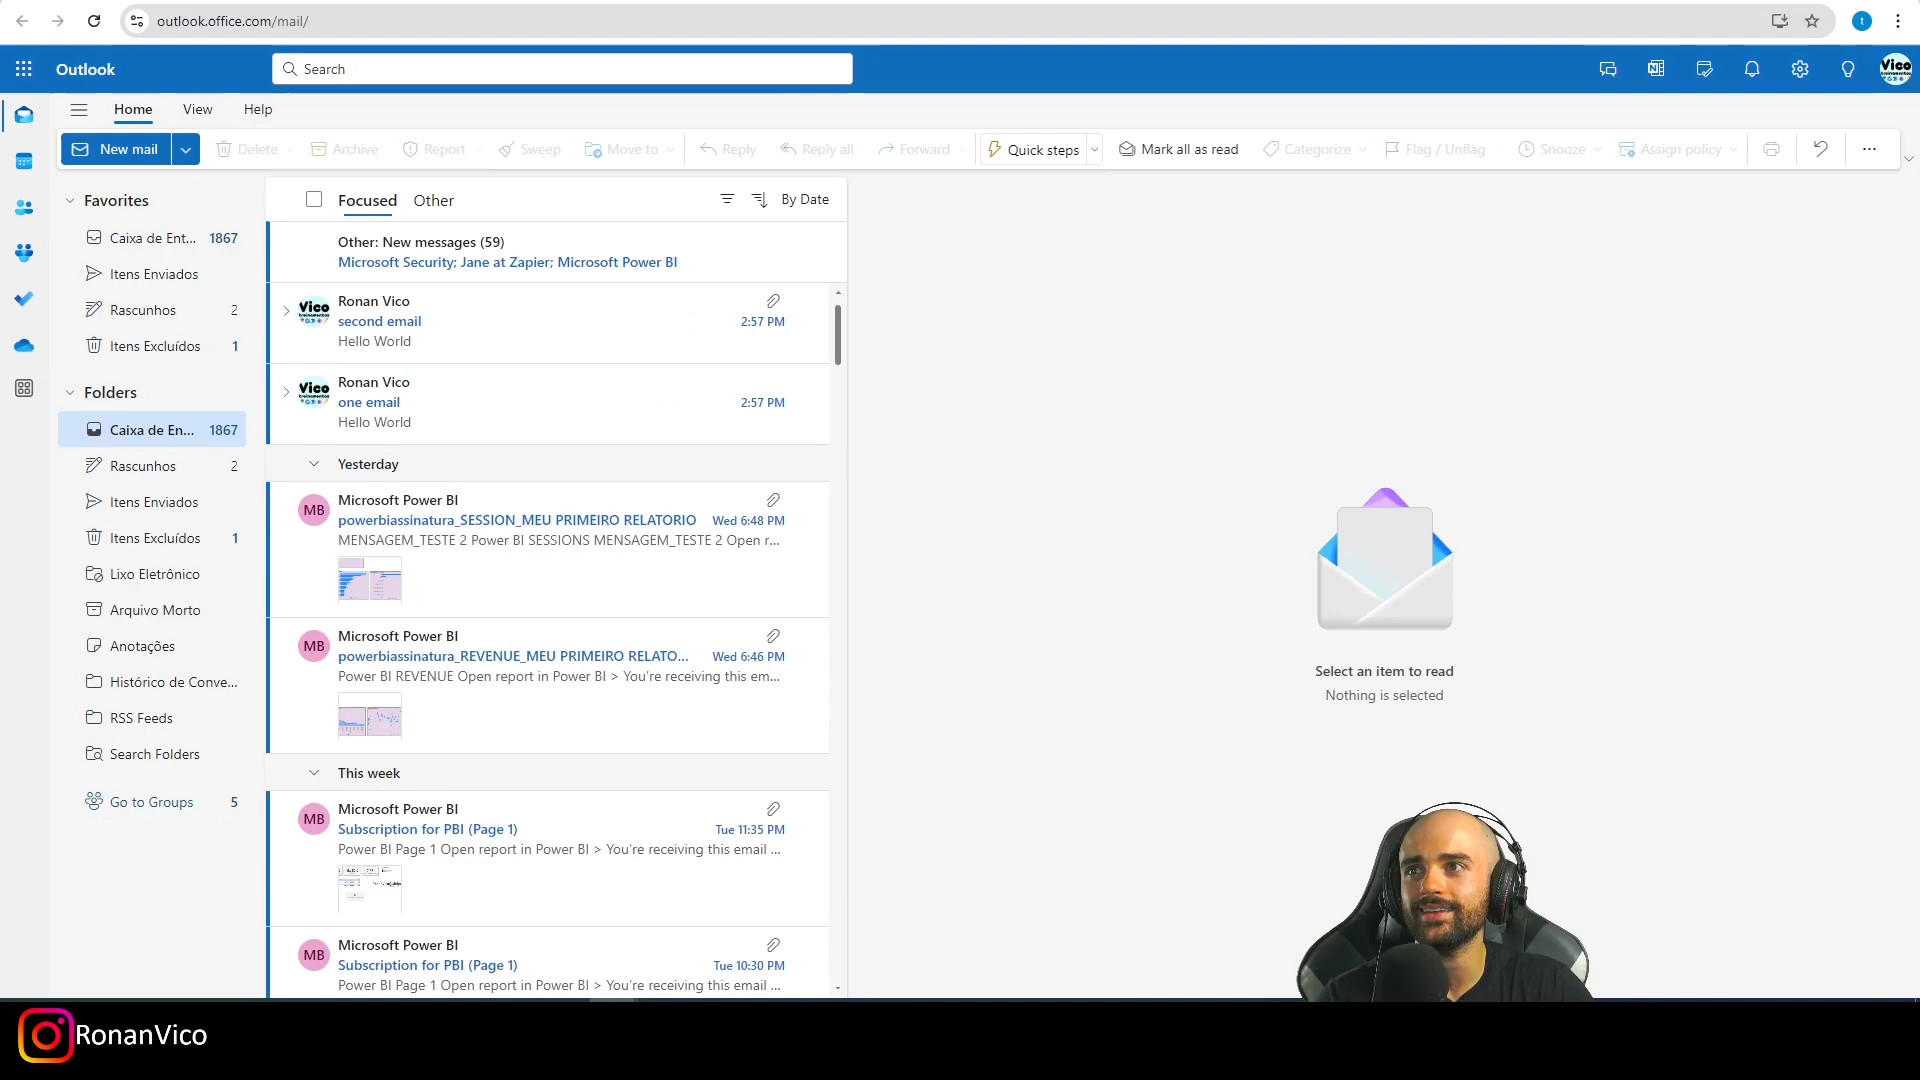 outlook.office.com/mail/
t
Outlook
Search
Vico
Home View Help
New mail Delete Archive Report Sweep Move to Reply Reply all Forward Quick steps Mark all as read Categorize Flag / Unflag Snooze Assign policy
Favorites
Caixa de Ent... 1867
Itens Enviados
Rascunhos 2
Itens Excluídos 1
Folders
Caixa de En... 1867
Rascunhos 2
Itens Enviados
Itens Excluídos 1
Lixo Eletrônico
Arquivo Morto
Anotações
Histórico de Conve...
RSS Feeds
Search Folders
Go to Groups 5
Focused Other By Date
Other: New messages (59)
Microsoft Security; Jane at Zapier; Microsoft Power BI
Vico
Ronan Vico
second email 2:57 PM
Hello World
Vico
Ronan Vico
one email 2:57 PM
Hello World
Yesterday
MB
Microsoft Power BI
powerbiassinatura_SESSION_MEU PRIMEIRO RELATORIO Wed 6:48 PM
MENSAGEM_TESTE 2 Power BI SESSIONS MENSAGEM_TESTE 2 Open r...
MB
Microsoft Power BI
powerbiassinatura_REVENUE_MEU PRIMEIRO RELATO... Wed 6:46 PM
Power BI REVENUE Open report in Power BI > You're receiving this em...
This week
MB
Microsoft Power BI
Subscription for PBI (Page 1) Tue 11:35 PM
Power BI Page 1 Open report in Power BI > You're receiving this email ...
MB
Microsoft Power BI
Subscription for PBI (Page 1) Tue 10:30 PM
Power BI Page 1 Open report in Power BI > You're receiving this email ...
Select an item to read
Nothing is selected
RonanVico